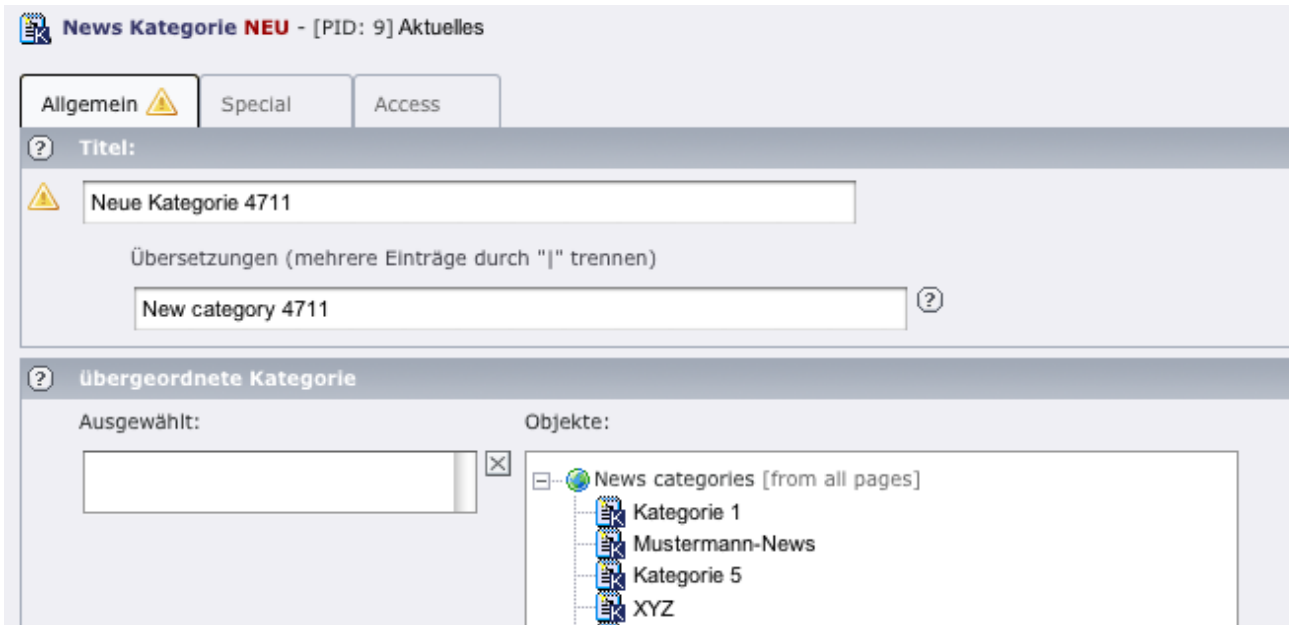 News Kategorie NEU - [PID: 9] Aktuelles
Allgemein Special Access
Titel:
Neue Kategorie 4711
Übersetzungen (mehrere Einträge durch "|" trennen)
New category 4711
übergeordnete Kategorie
Ausgewählt: Objekte:
News categories [from all pages]
Kategorie 1
Mustermann-News
Kategorie 5
XYZ